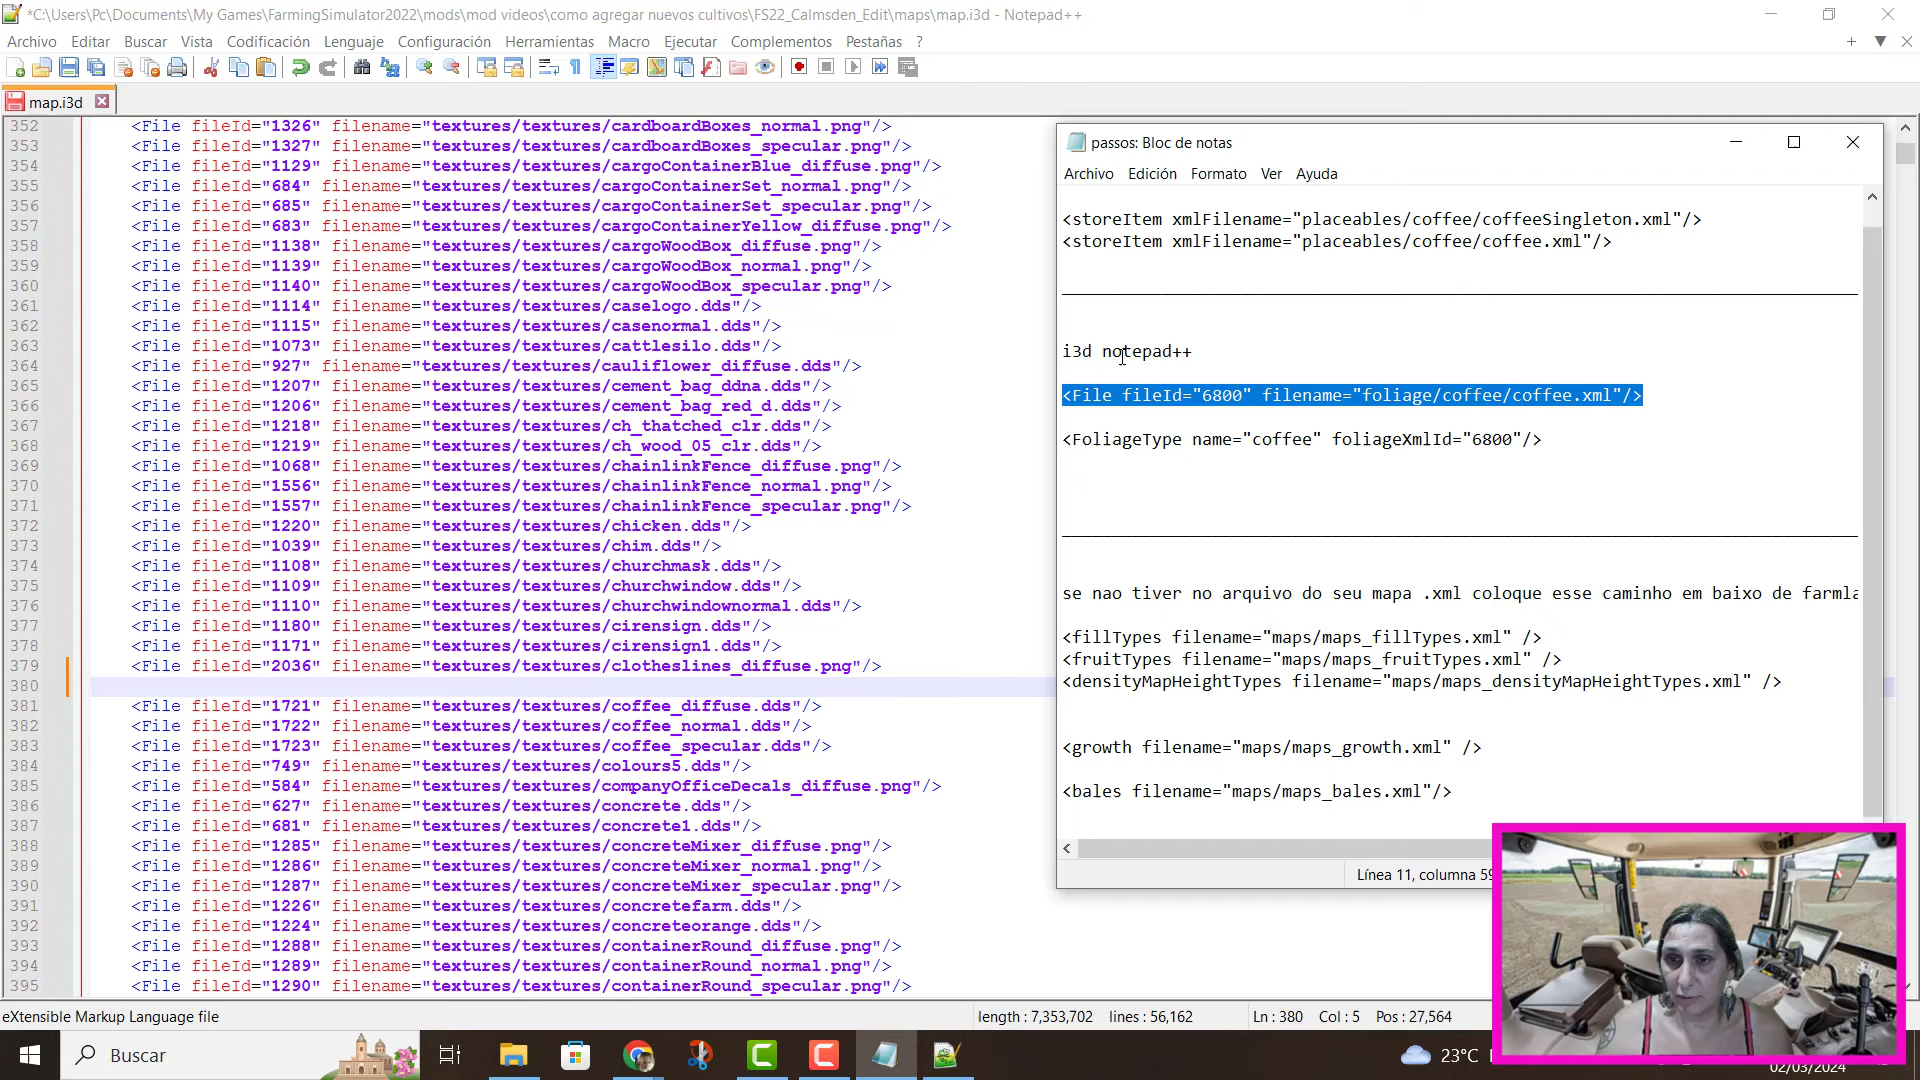 *C:\Users\Pc\Documents\My Games\FarmingSimulator2022\mods\mod videos\como agregar nuevos cultivos\FS22_Calmsden_Edit\maps\map.i3d - Notepad++
Archivo Editar Buscar Vista Codificación Lenguaje Configuración Herramientas Macro Ejecutar Complementos Pestañas ?
map.i3d
352 <File fileId="1326" filename="textures/textures/cardboardBoxes_normal.png"/>
353 <File fileId="1327" filename="textures/textures/cardboardBoxes_specular.png"/>
354 <File fileId="1129" filename="textures/textures/cargoContainerBlue_diffuse.png"/>
355 <File fileId="684" filename="textures/textures/cargoContainerSet_normal.png"/>
356 <File fileId="685" filename="textures/textures/cargoContainerSet_specular.png"/>
357 <File fileId="683" filename="textures/textures/cargoContainerYellow_diffuse.png"/>
358 <File fileId="1138" filename="textures/textures/cargoWoodBox_diffuse.png"/>
359 <File fileId="1139" filename="textures/textures/cargoWoodBox_normal.png"/>
360 <File fileId="1140" filename="textures/textures/cargoWoodBox_specular.png"/>
361 <File fileId="1114" filename="textures/textures/caselogo.dds"/>
362 <File fileId="1115" filename="textures/textures/casenormal.dds"/>
363 <File fileId="1073" filename="textures/textures/cattlesilo.dds"/>
364 <File fileId="927" filename="textures/textures/cauliflower_diffuse.dds"/>
365 <File fileId="1207" filename="textures/textures/cement_bag_ddna.dds"/>
366 <File fileId="1206" filename="textures/textures/cement_bag_red_d.dds"/>
367 <File fileId="1218" filename="textures/textures/ch_thatched_clr.dds"/>
368 <File fileId="1219" filename="textures/textures/ch_wood_05_clr.dds"/>
369 <File fileId="1068" filename="textures/textures/chainlinkFence_diffuse.png"/>
370 <File fileId="1556" filename="textures/textures/chainlinkFence_normal.png"/>
371 <File fileId="1557" filename="textures/textures/chainlinkFence_specular.png"/>
372 <File fileId="1220" filename="textures/textures/chicken.dds"/>
373 <File fileId="1039" filename="textures/textures/chim.dds"/>
374 <File fileId="1108" filename="textures/textures/churchmask.dds"/>
375 <File fileId="1109" filename="textures/textures/churchwindow.dds"/>
376 <File fileId="1110" filename="textures/textures/churchwindownormal.dds"/>
377 <File fileId="1180" filename="textures/textures/cirensign.dds"/>
378 <File fileId="1171" filename="textures/textures/cirensign1.dds"/>
379 <File fileId="2036" filename="textures/textures/clotheslines_diffuse.png"/>
380
381 <File fileId="1721" filename="textures/textures/coffee_diffuse.dds"/>
382 <File fileId="1722" filename="textures/textures/coffee_normal.dds"/>
383 <File fileId="1723" filename="textures/textures/coffee_specular.dds"/>
384 <File fileId="749" filename="textures/textures/colours5.dds"/>
385 <File fileId="584" filename="textures/textures/companyOfficeDecals_diffuse.png"/>
386 <File fileId="627" filename="textures/textures/concrete.dds"/>
387 <File fileId="681" filename="textures/textures/concrete1.dds"/>
388 <File fileId="1285" filename="textures/textures/concreteMixer_diffuse.png"/>
389 <File fileId="1286" filename="textures/textures/concreteMixer_normal.png"/>
390 <File fileId="1287" filename="textures/textures/concreteMixer_specular.png"/>
391 <File fileId="1226" filename="textures/textures/concretefarm.dds"/>
392 <File fileId="1224" filename="textures/textures/concreteorange.dds"/>
393 <File fileId="1288" filename="textures/textures/containerRound_diffuse.png"/>
394 <File fileId="1289" filename="textures/textures/containerRound_normal.png"/>
395 <File fileId="1290" filename="textures/textures/containerRound_specular.png"/>
passos: Bloc de notas
Archivo Edición Formato Ver Ayuda
<storeItem xmlFilename="placeables/coffee/coffeeSingleton.xml"/>
<storeItem xmlFilename="placeables/coffee/coffee.xml"/>
i3d notepad++
<File fileId="6800" filename="foliage/coffee/coffee.xml"/>
<FoliageType name="coffee" foliageXmlId="6800"/>
se nao tiver no arquivo do seu mapa .xml coloque esse caminho em baixo de farmla
<fillTypes filename="maps/maps_fillTypes.xml" />
<fruitTypes filename="maps/maps_fruitTypes.xml" />
<densityMapHeightTypes filename="maps/maps_densityMapHeightTypes.xml" />
<growth filename="maps/maps_growth.xml" />
<bales filename="maps/maps_bales.xml"/>
Línea 11, columna 59
eXtensible Markup Language file length : 7,353,702 lines : 56,162 Ln : 380 Col : 5 Pos : 27,564
Buscar
23°C
02/03/2024